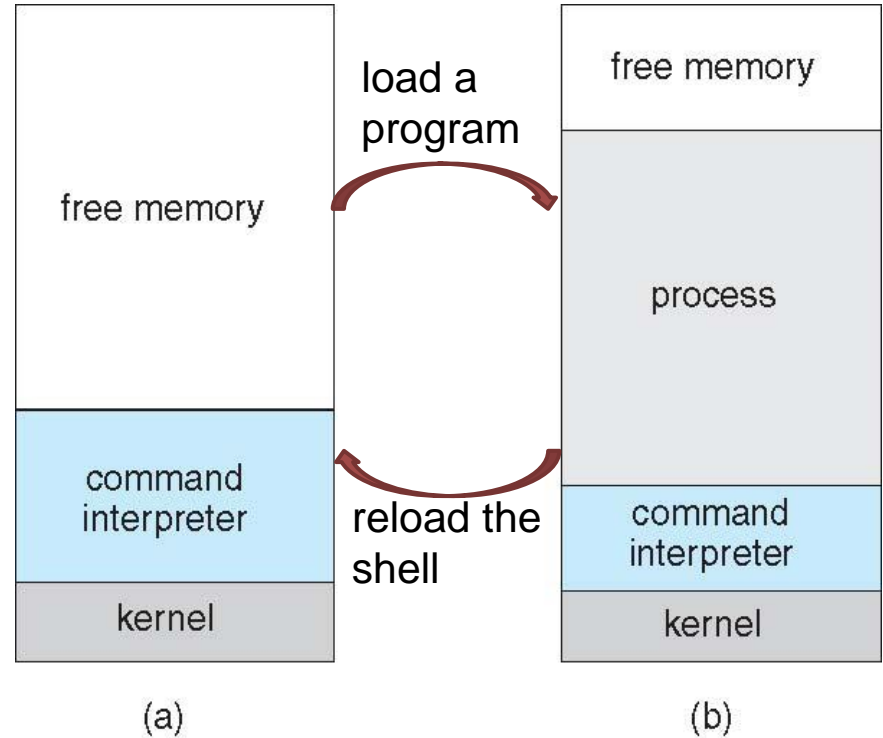 free memory
command
interpreter
kernel
(a)
load a
program
reload the
shell
free memory
process
command
interpreter
kernel
(b)